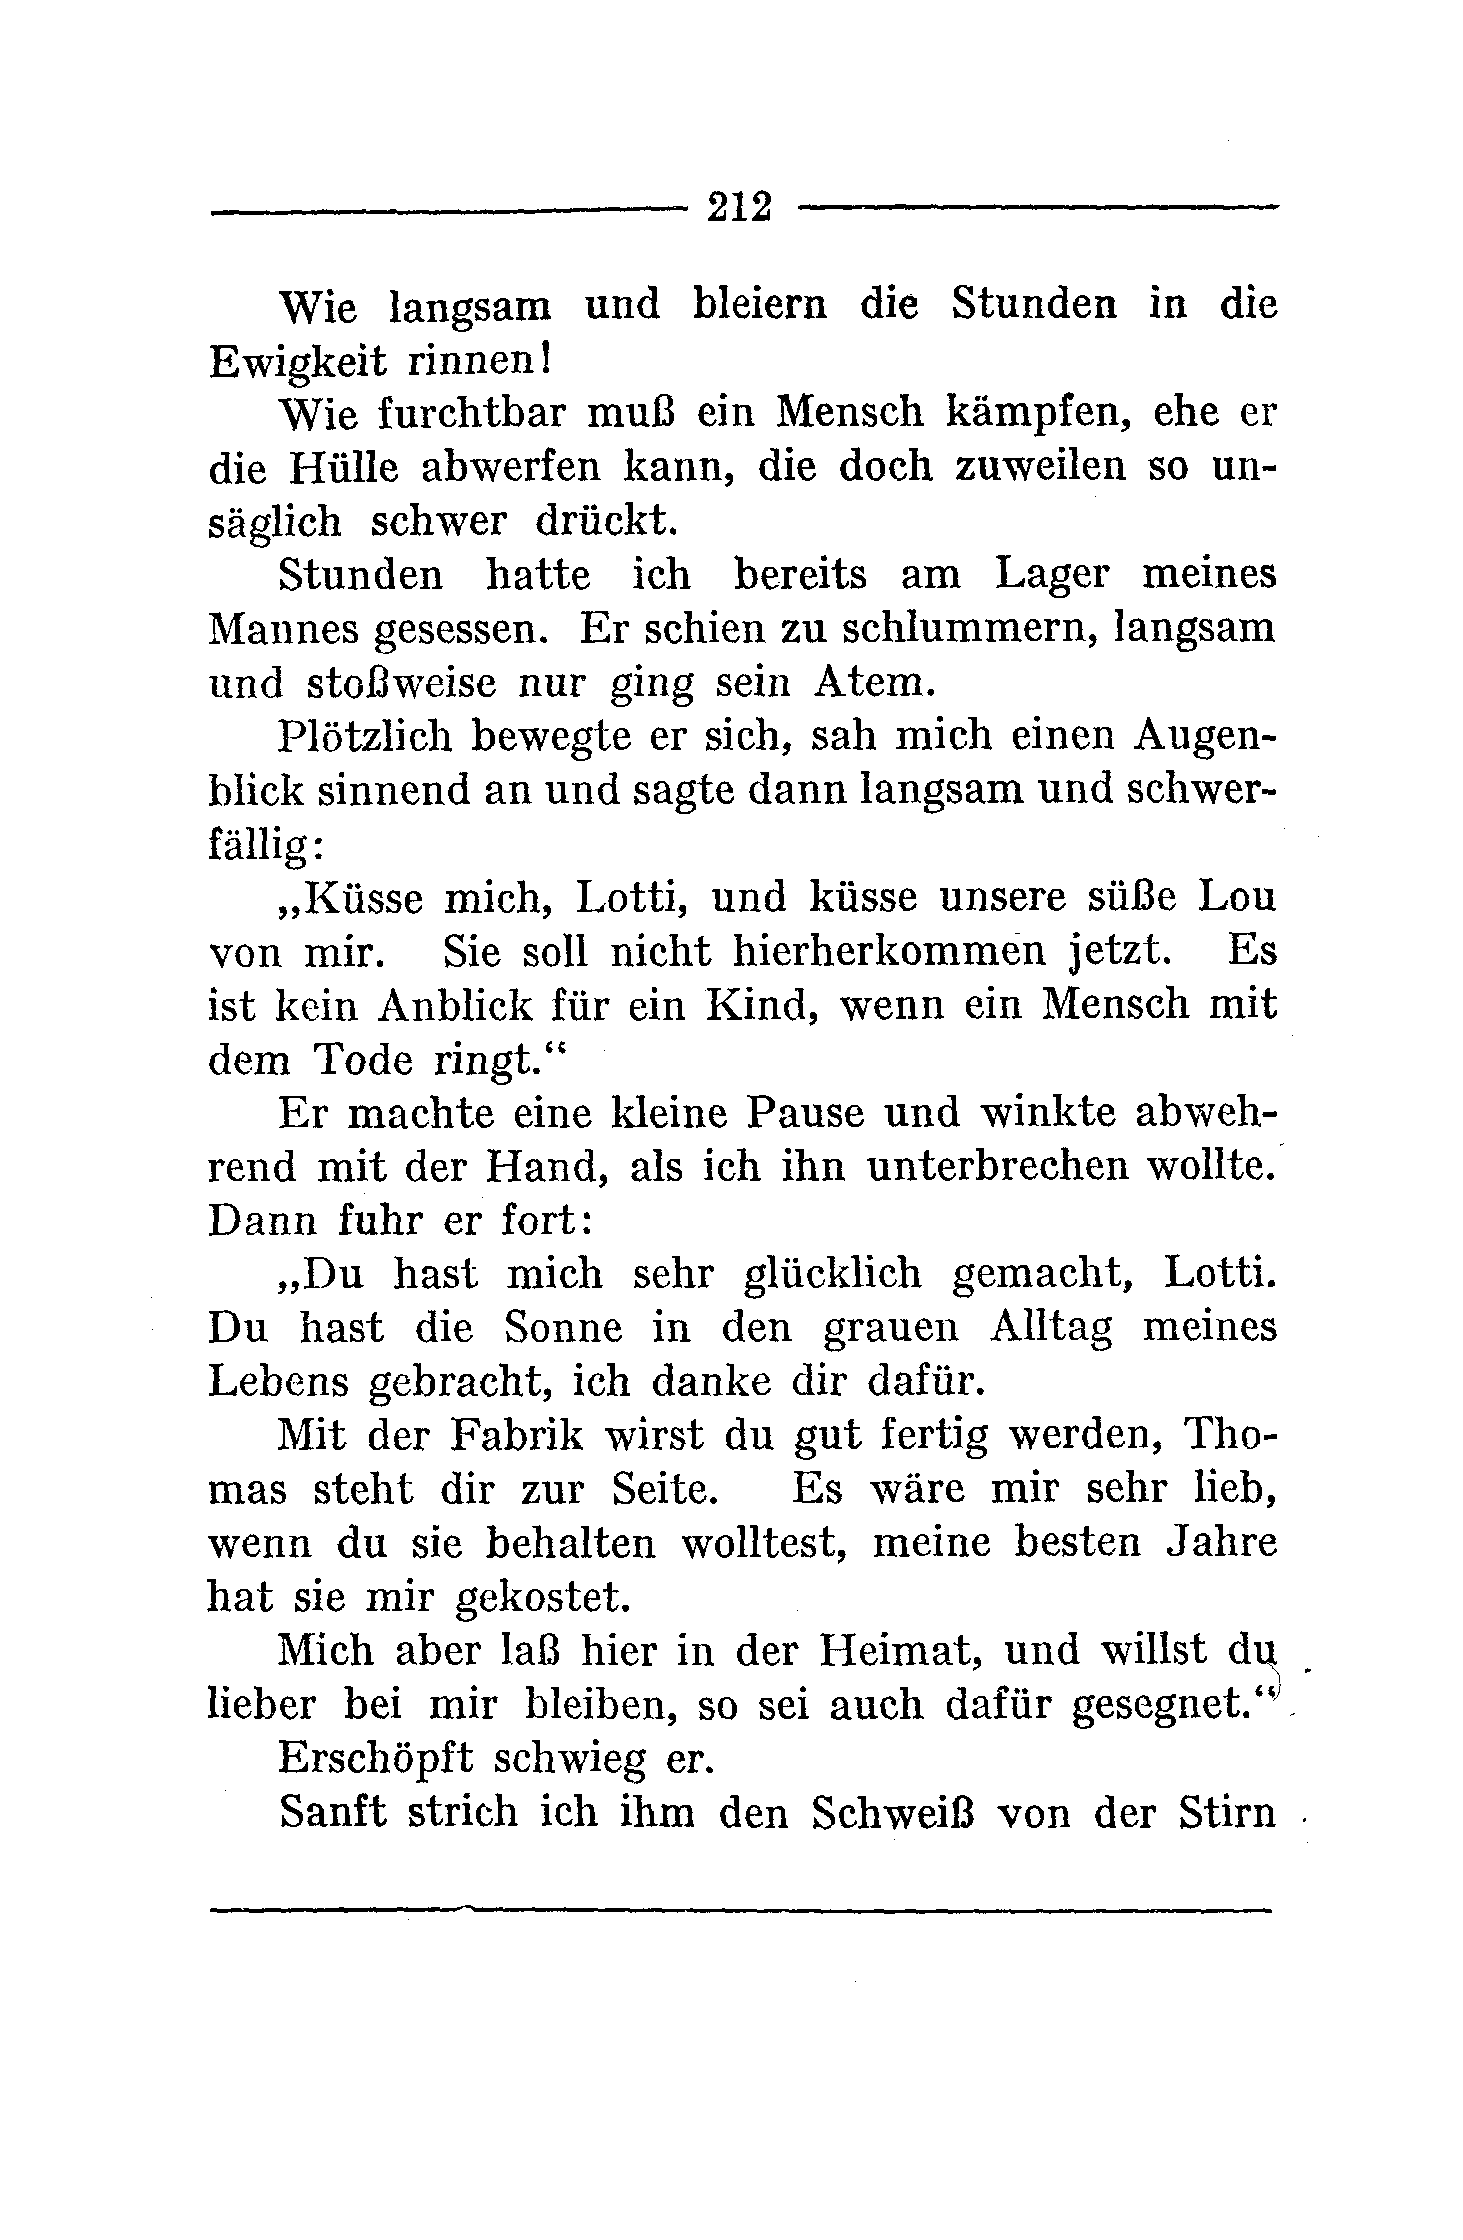 212
Wie langsam und bleiern die Stunden in die
Ewigkeit rinnen!
Wie furchtbar muß ein Mensch kämpfen, ehe er
die Hülle abwerfen kann, die doch zuweilen so un-
säglich schwer drückt.
Stunden hatte ich bereits am Lager meines
Mannes gesessen. Er schien zu schlummern, langsam
und stoßweise nur ging sein Atem.
Plötzlich bewegte er sich, sah mich einen Augen-
blick sinnend an und sagte dann langsam und schwer-
fällig:
„Küsse mich, Lotti, und küsse unsere süße Lou
von mir. Sie soll nicht hierherkommen jetzt. Es
ist kein Anblick für ein Kind, wenn ein Mensch mit
dem Tode ringt.“
Er machte eine kleine Pause und winkte abweh-
rend mit der Hand, als ich ihn unterbrechen wollte.
Dann fuhr er fort:
„Du hast mich sehr glücklich gemacht, Lotti.
Du hast die Sonne in den grauen Alltag meines
Lebens gebracht, ich danke dir dafür.
Mit der Fabrik wirst du gut fertig werden, Tho-
mas steht dir zur Seite. Es wäre mir sehr lieb,
wenn du sie behalten wolltest, meine besten Jahre
hat sie mir gekostet.
Mich aber laß hier in der Heimat, und willst du
lieber bei mir bleiben, so sei auch dafür gesegnet.“
Erschöpft schwieg er.
Sanft strich ich ihm den Schweiß von der Stirn